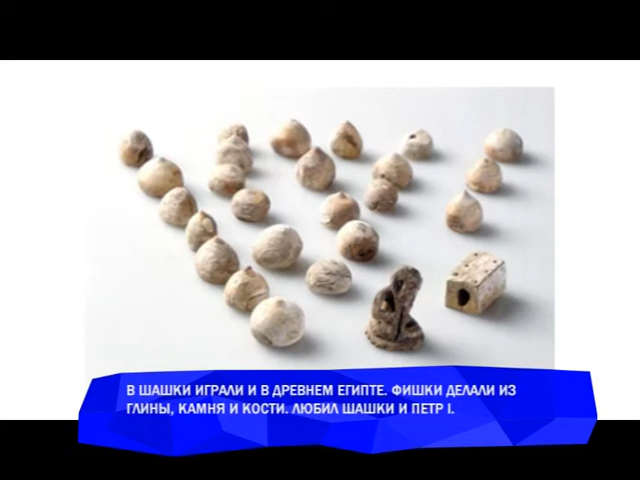 В ШАШКИ ИГРАЛИ И В ДРЕВНЕМ ЕГИПТЕ. ФИШКИ ДЕЛАЛИ ИЗ
ГЛИНЫ, КАМНЯ И КОСТИ. ЛЮБИЛ ШАШКИ И ПЕТР I.